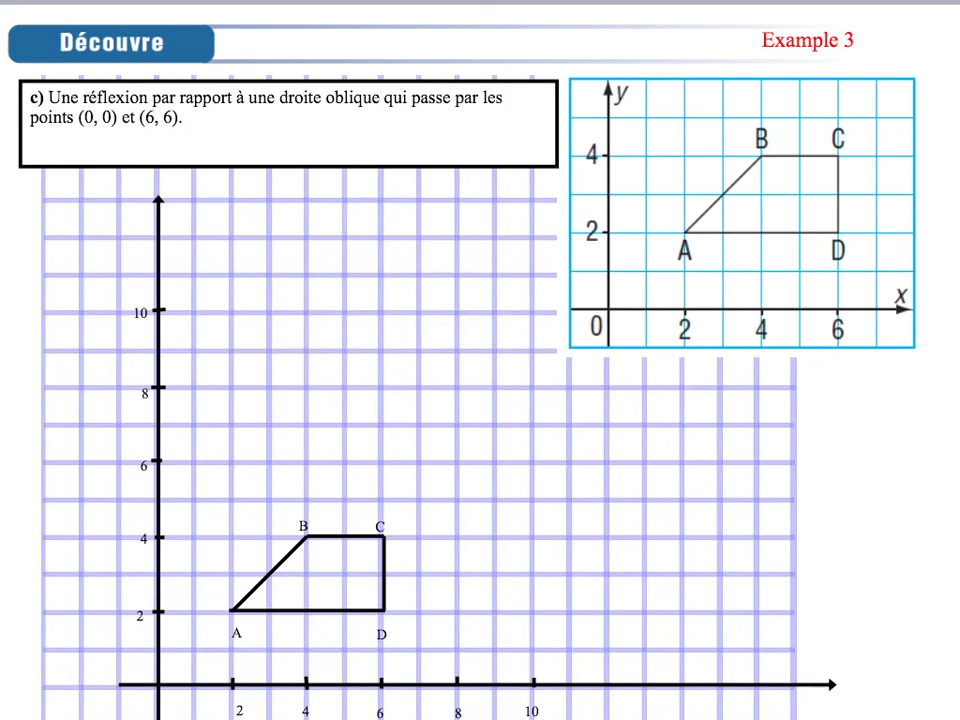 Découvre
Example 3
c) Une réflexion par rapport à une droite oblique qui passe par les
points (0, 0) et (6, 6).
y
B C
4
2
A D
x
0 2 4 6
10
8
6
B C
4
2
A D
2 4 6 8 10